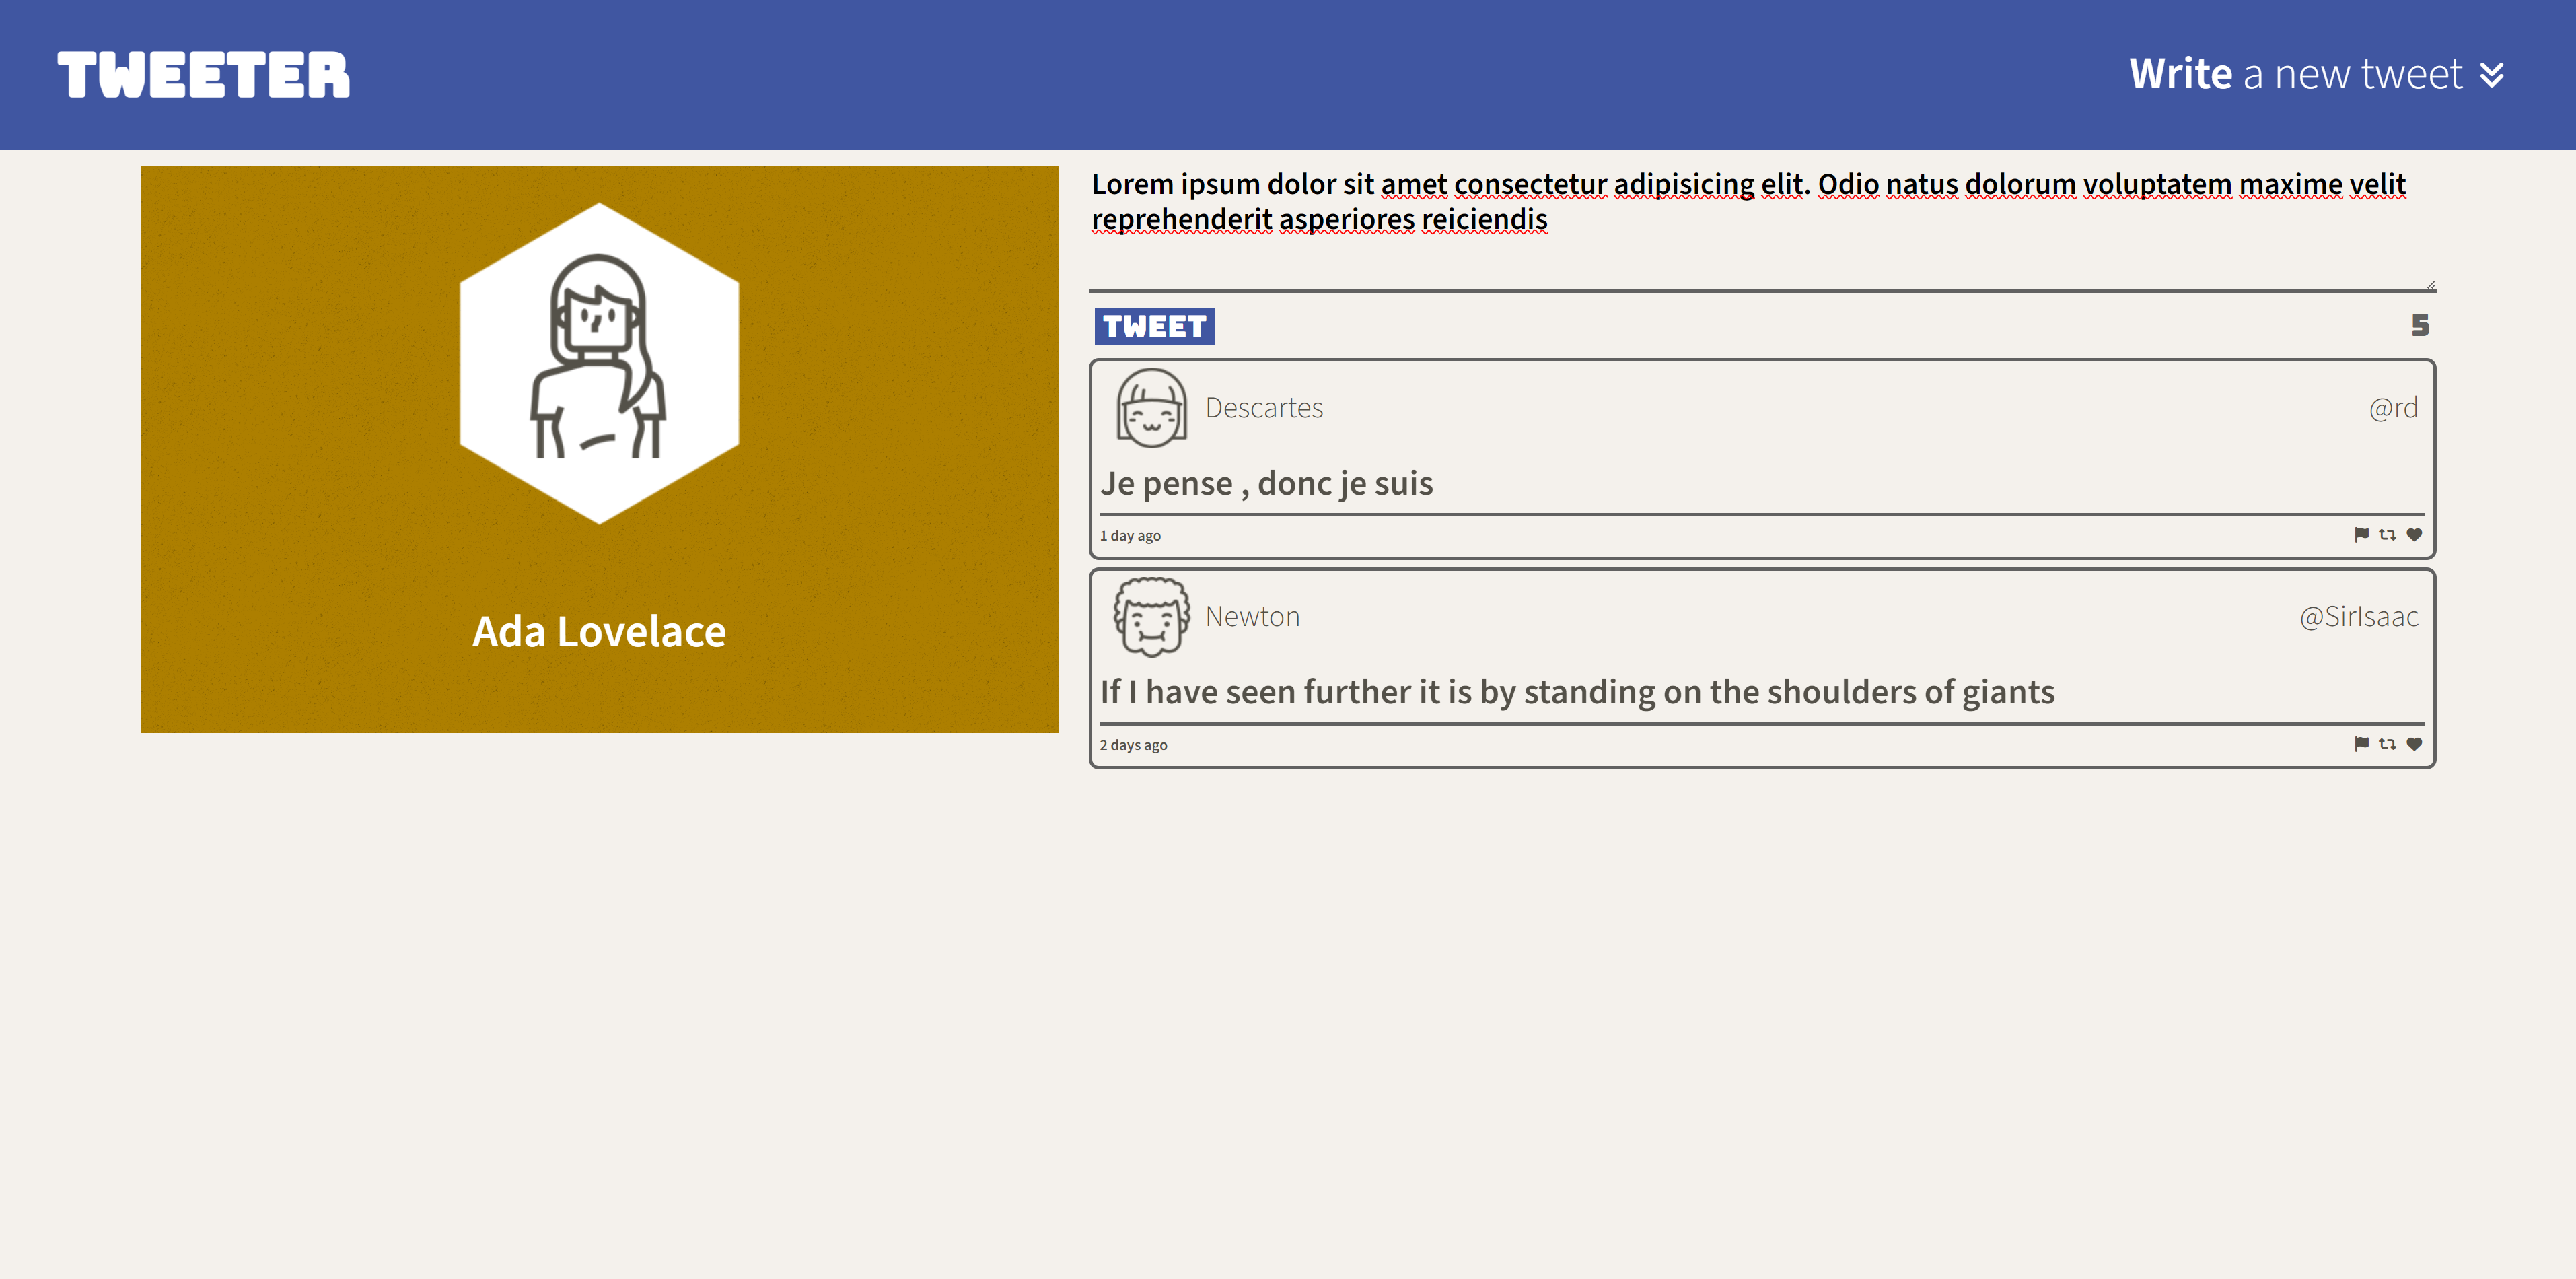 TWEETER
Write a new tweet
Ada Lovelace
Lorem ipsum dolor sit amet consectetur adipisicing elit. Odio natus dolorum voluptatem maxime velit
reprehenderit asperiores reiciendis
TWEET
5
Descartes
@rd
Je pense , donc je suis
1 day ago
Newton
@SirIsaac
If I have seen further it is by standing on the shoulders of giants
2 days ago